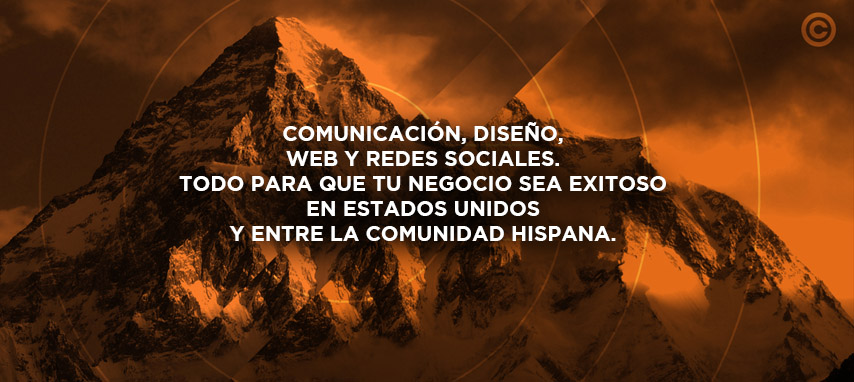 ©
COMUNICACIÓN, DISEÑO,
WEB Y REDES SOCIALES.
TODO PARA QUE TU NEGOCIO SEA EXITOSO
EN ESTADOS UNIDOS
Y ENTRE LA COMUNIDAD HISPANA.